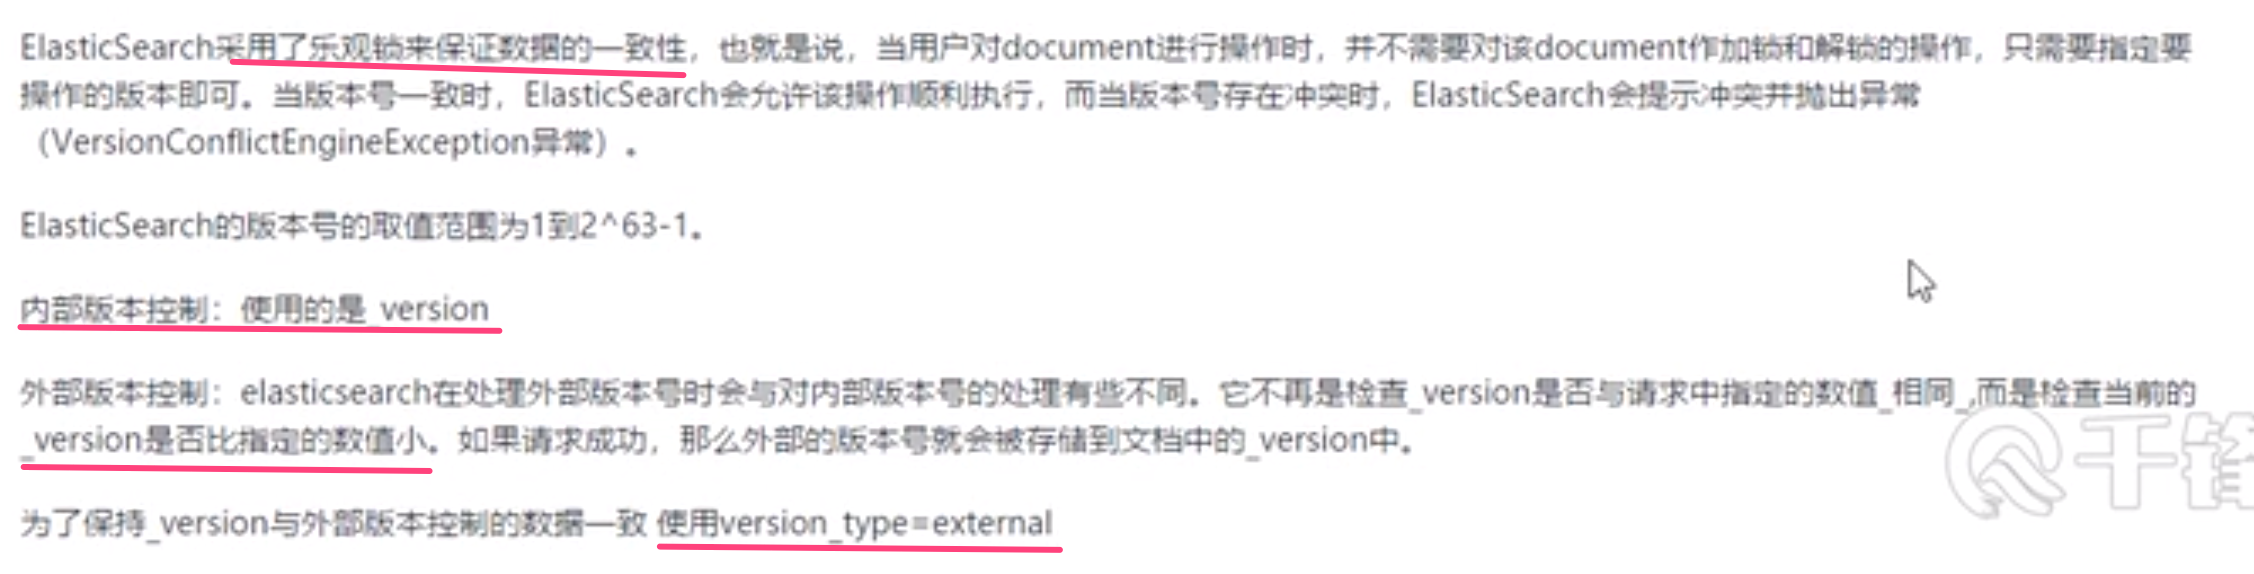 ElasticSearch采用了乐观锁来保证数据的一致性，也就是说，当用户对document进行操作时，并不需要对该document作加锁和解锁的操作，只需要指定要
操作的版本即可。当版本号一致时，ElasticSearch会允许该操作顺利执行，而当版本号存在冲突时，ElasticSearch会提示冲突并抛出异常
（VersionConflictEngineException异常）。
ElasticSearch的版本号的取值范围为1到2^63-1。
内部版本控制：使用的是_version
外部版本控制：elasticsearch在处理外部版本号时会与对内部版本号的处理有些不同。它不再是检查_version是否与请求中指定的数值_相同_,而是检查当前的
_version是否比指定的数值小。如果请求成功，那么外部的版本号就会被存储到文档中的_version中。
为了保持_version与外部版本控制的数据一致 使用version_type=external
千锋